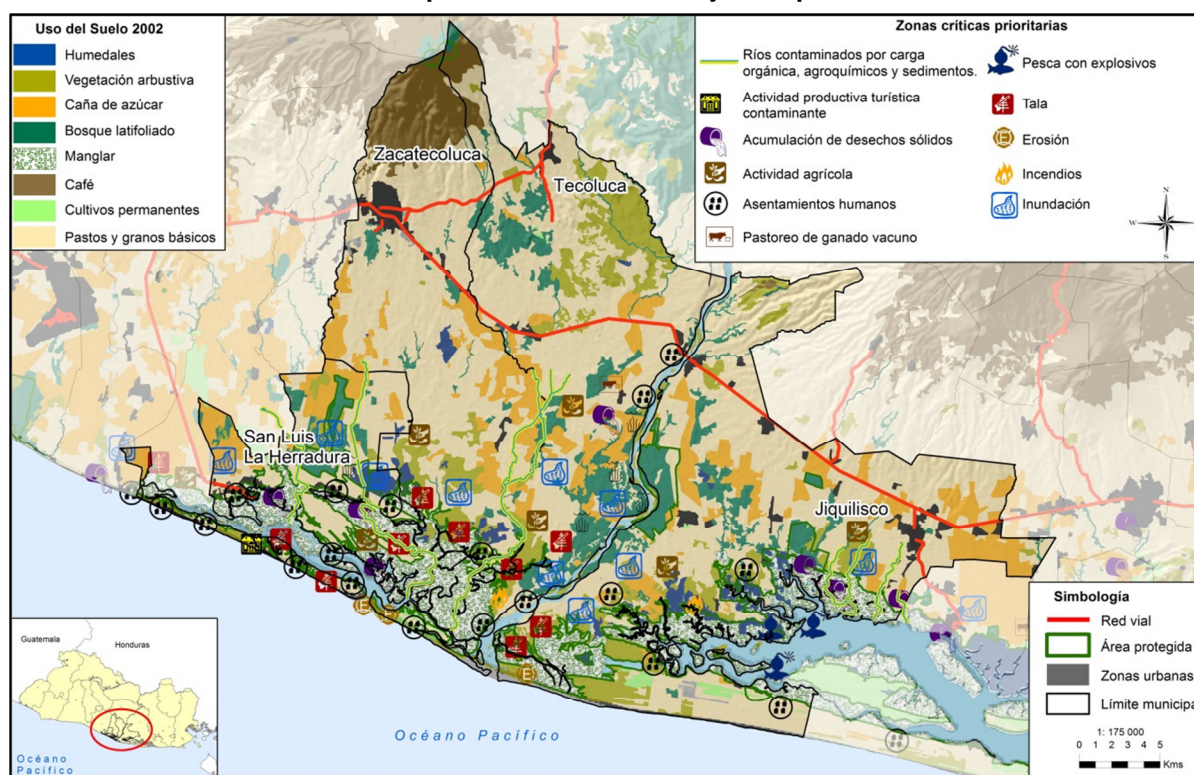 Uso del Suelo 2002
Humedales
Vegetación arbustiva
Caña de azúcar
Bosque latifoliado
Manglar
Café
Cultivos permanentes
Pastos y granos básicos
Zonas críticas prioritarias
Ríos contaminados por carga
orgánica, agroquímicos y sedimentos.
Actividad productiva turística
contaminante
Acumulación de desechos sólidos
Actividad agrícola
Asentamientos humanos
Pastoreo de ganado vacuno
Pesca con explosivos
Tala
Erosión
Incendios
Inundación
N
W
E
S
Zacatecoluca
Tecoluca
San Luis
La Herradura
Jiquilisco
Océano Pacífico
Guatemala
Honduras
Océano
Pacífico
Simbología
Red vial
Área protegida
Zonas urbanas
Límite municipa
1: 175 000
0 1 2 3 4 5
Kms